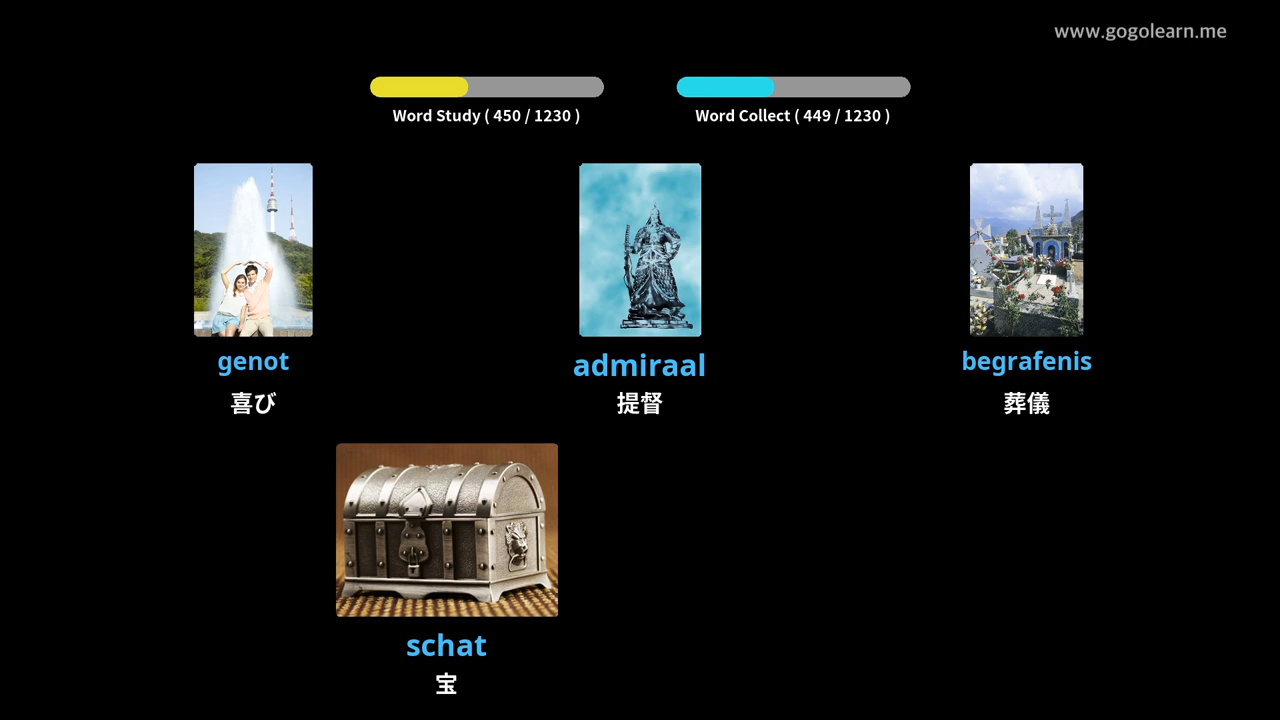 www.gogolearn.me
Word Study ( 450 / 1230 )
Word Collect ( 449 / 1230 )
genot
喜び
admiraal
提督
begrafenis
葬儀
schat
宝